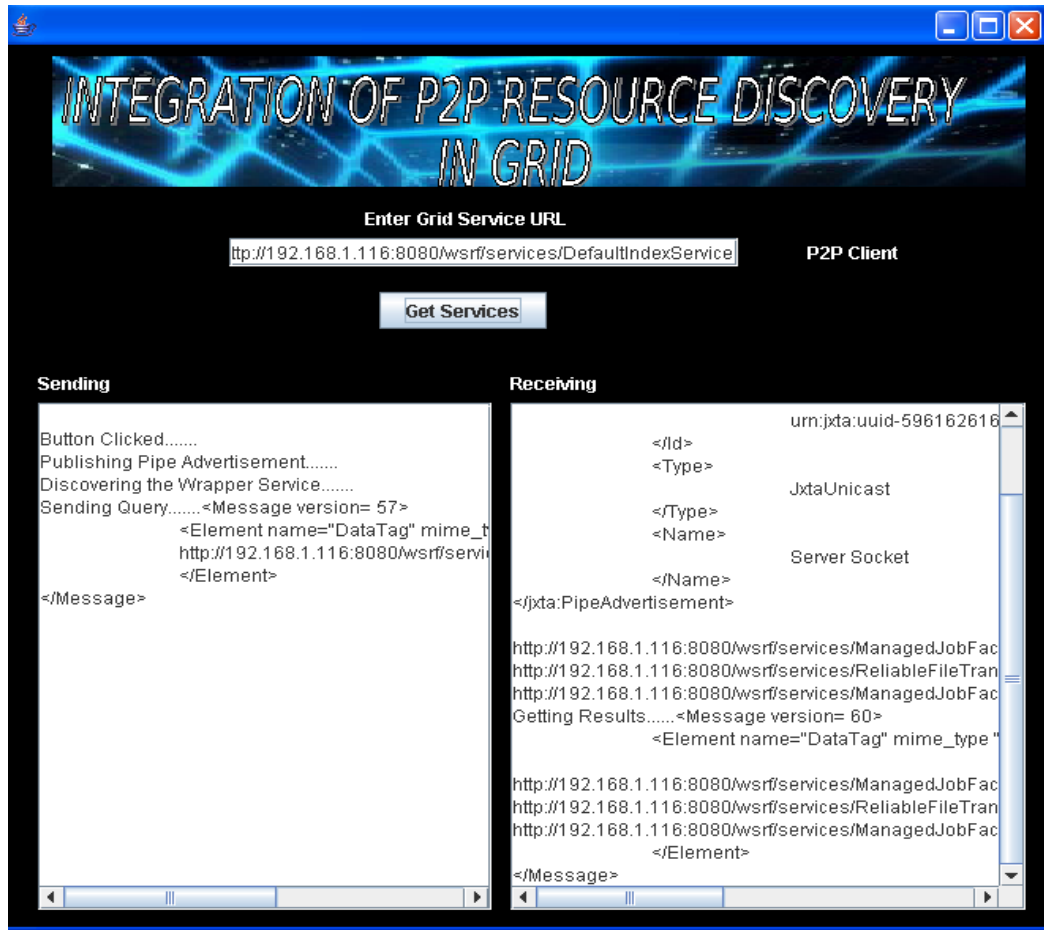 INTEGRATION OF P2P RESOURCE DISCOVERY
IN GRID
Enter Grid Service URL
ttp://192.168.1.116:8080/wsrf/services/DefaultIndexService
P2P Client
Get Services
Sending
Button Clicked.......
Publishing Pipe Advertisement.......
Discovering the Wrapper Service.......
Sending Query.......<Message version= 57>
<Element name="DataTag" mime_t
http://192.168.1.116:8080/wsrf/servi
</Element>
</Message>
Receiving
urn:jxta:uuid-596162616
</Id>
<Type>
JxtaUnicast
</Type>
<Name>
Server Socket
</Name>
</jxta:PipeAdvertisement>
http://192.168.1.116:8080/wsrf/services/ManagedJobFac
http://192.168.1.116:8080/wsrf/services/ReliableFileTran
http://192.168.1.116:8080/wsrf/services/ManagedJobFac
Getting Results......<Message version= 60>
<Element name="DataTag" mime_type "
http://192.168.1.116:8080/wsrf/services/ManagedJobFac
http://192.168.1.116:8080/wsrf/services/ReliableFileTran
http://192.168.1.116:8080/wsrf/services/ManagedJobFac
</Element>
</Message>